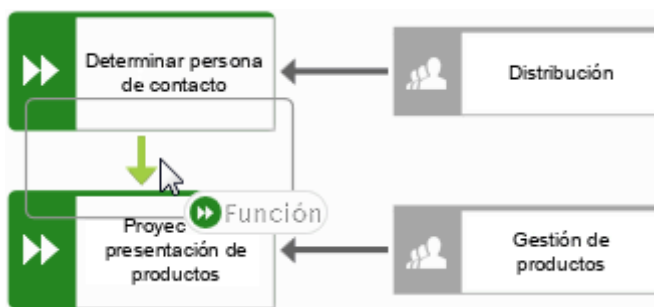 Determinar persona
de contacto
Distribución
Función
Proyec
presentación de
productos
Gestión de
productos